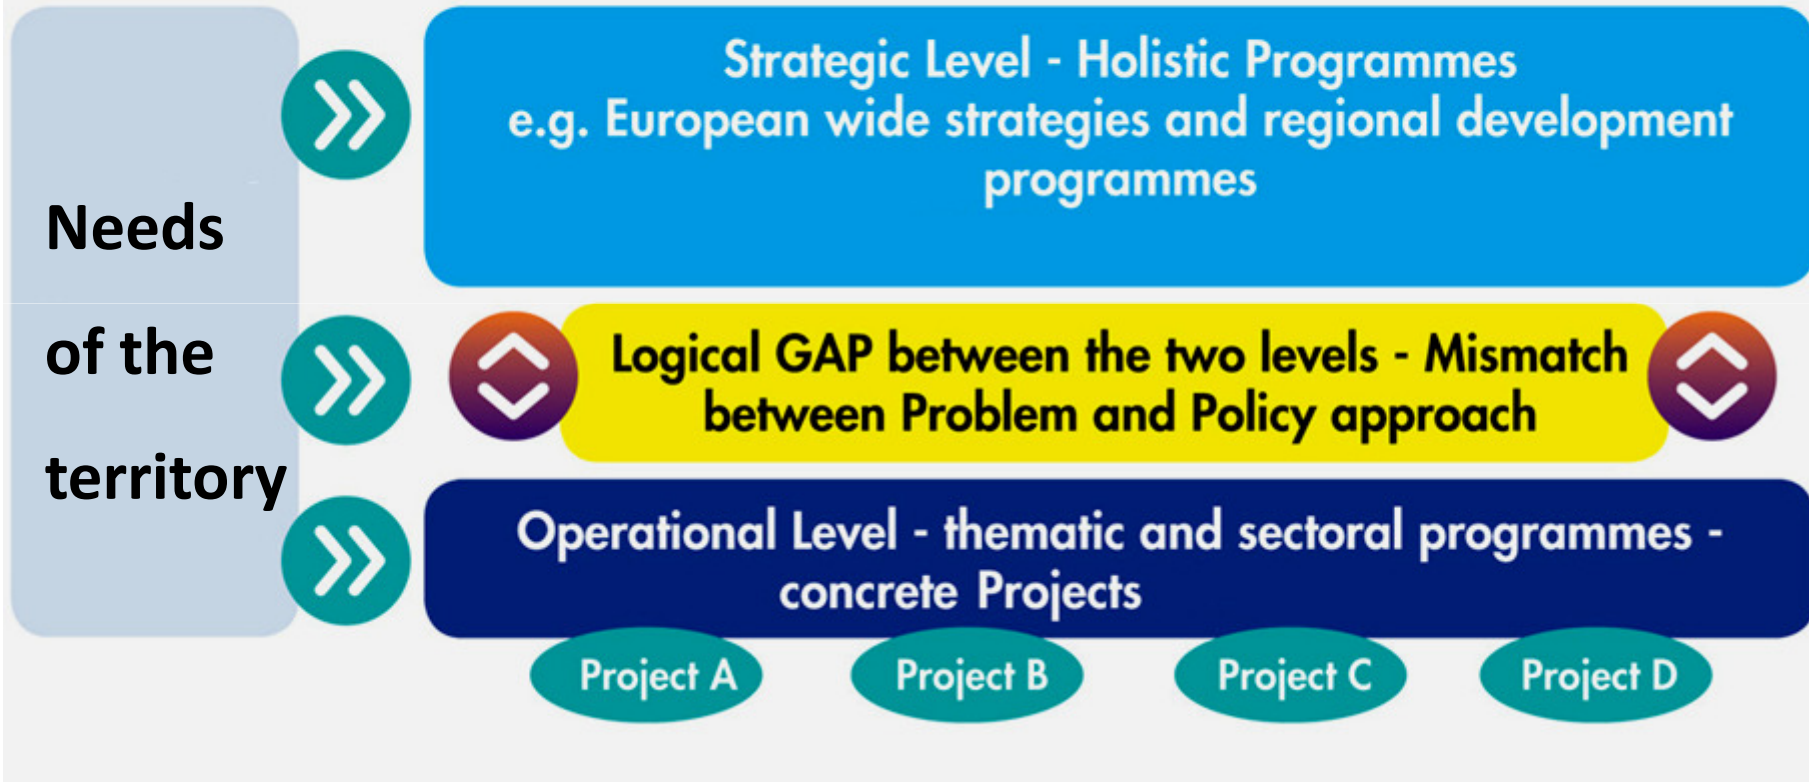 Needs
of the
territory
Strategic Level - Holistic Programmes
e.g. European wide strategies and regional development
programmes
Logical GAP between the two levels - Mismatch
between Problem and Policy approach
Operational Level - thematic and sectoral programmes -
concrete Projects
Project A
Project B
Project C
Project D